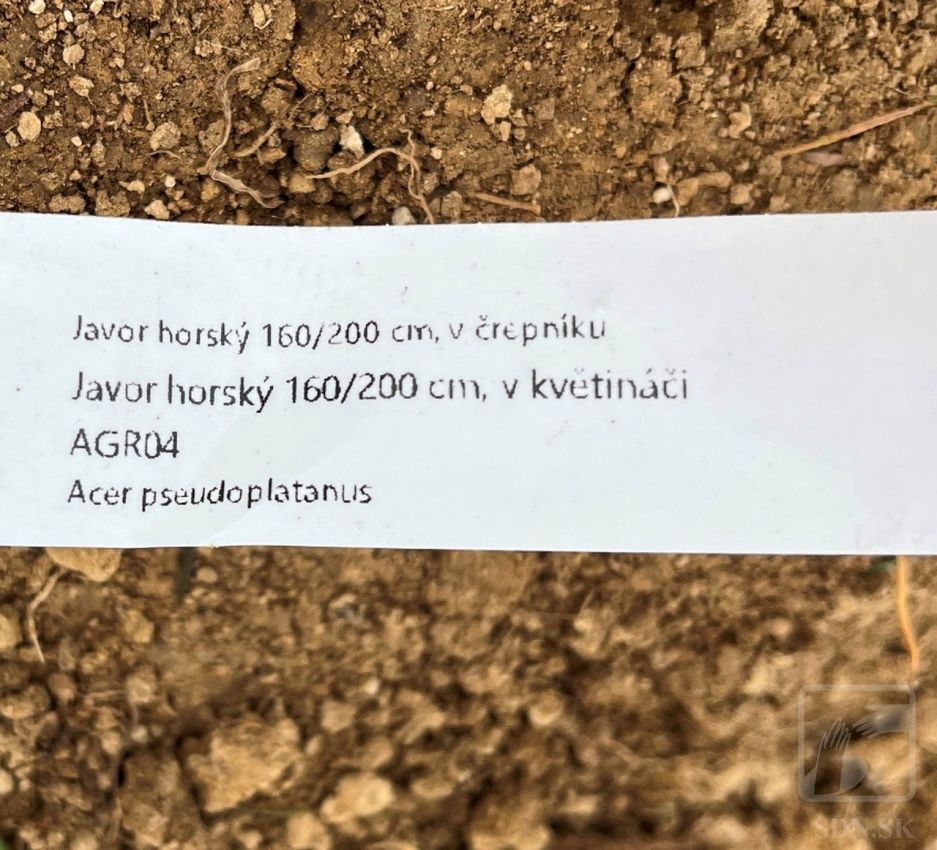 Javor horský 160/200 cm, v črepníku
Javor horský 160/200 cm, v květináči
AGR04
Acer pseudoplatanus
SDN.SK